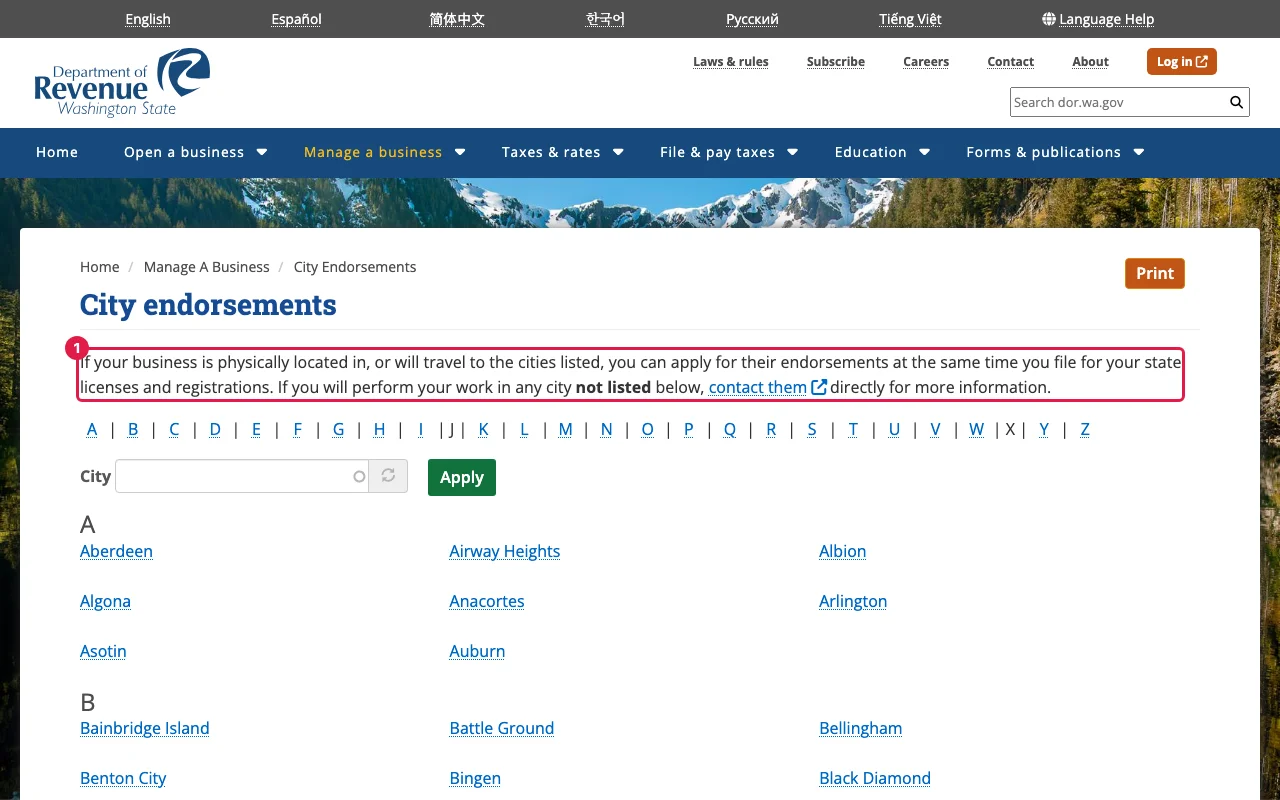 English Español 简体中文 한국어 Русский Tiếng Việt Language Help
Department of
Revenue
Washington State
Laws & rules Subscribe Careers Contact About Log in
Search dor.wa.gov
Home Open a business Manage a business Taxes & rates File & pay taxes Education Forms & publications
Home / Manage A Business / City Endorsements
Print
City endorsements
1
If your business is physically located in, or will travel to the cities listed, you can apply for their endorsements at the same time you file for your state
licenses and registrations. If you will perform your work in any city not listed below, contact them directly for more information.
A | B | C | D | E | F | G | H | I | J | K | L | M | N | O | P | Q | R | S | T | U | V | W | X | Y | Z
City Apply
A
Aberdeen Airway Heights Albion
Algona Anacortes Arlington
Asotin Auburn
B
Bainbridge Island Battle Ground Bellingham
Benton City Bingen Black Diamond